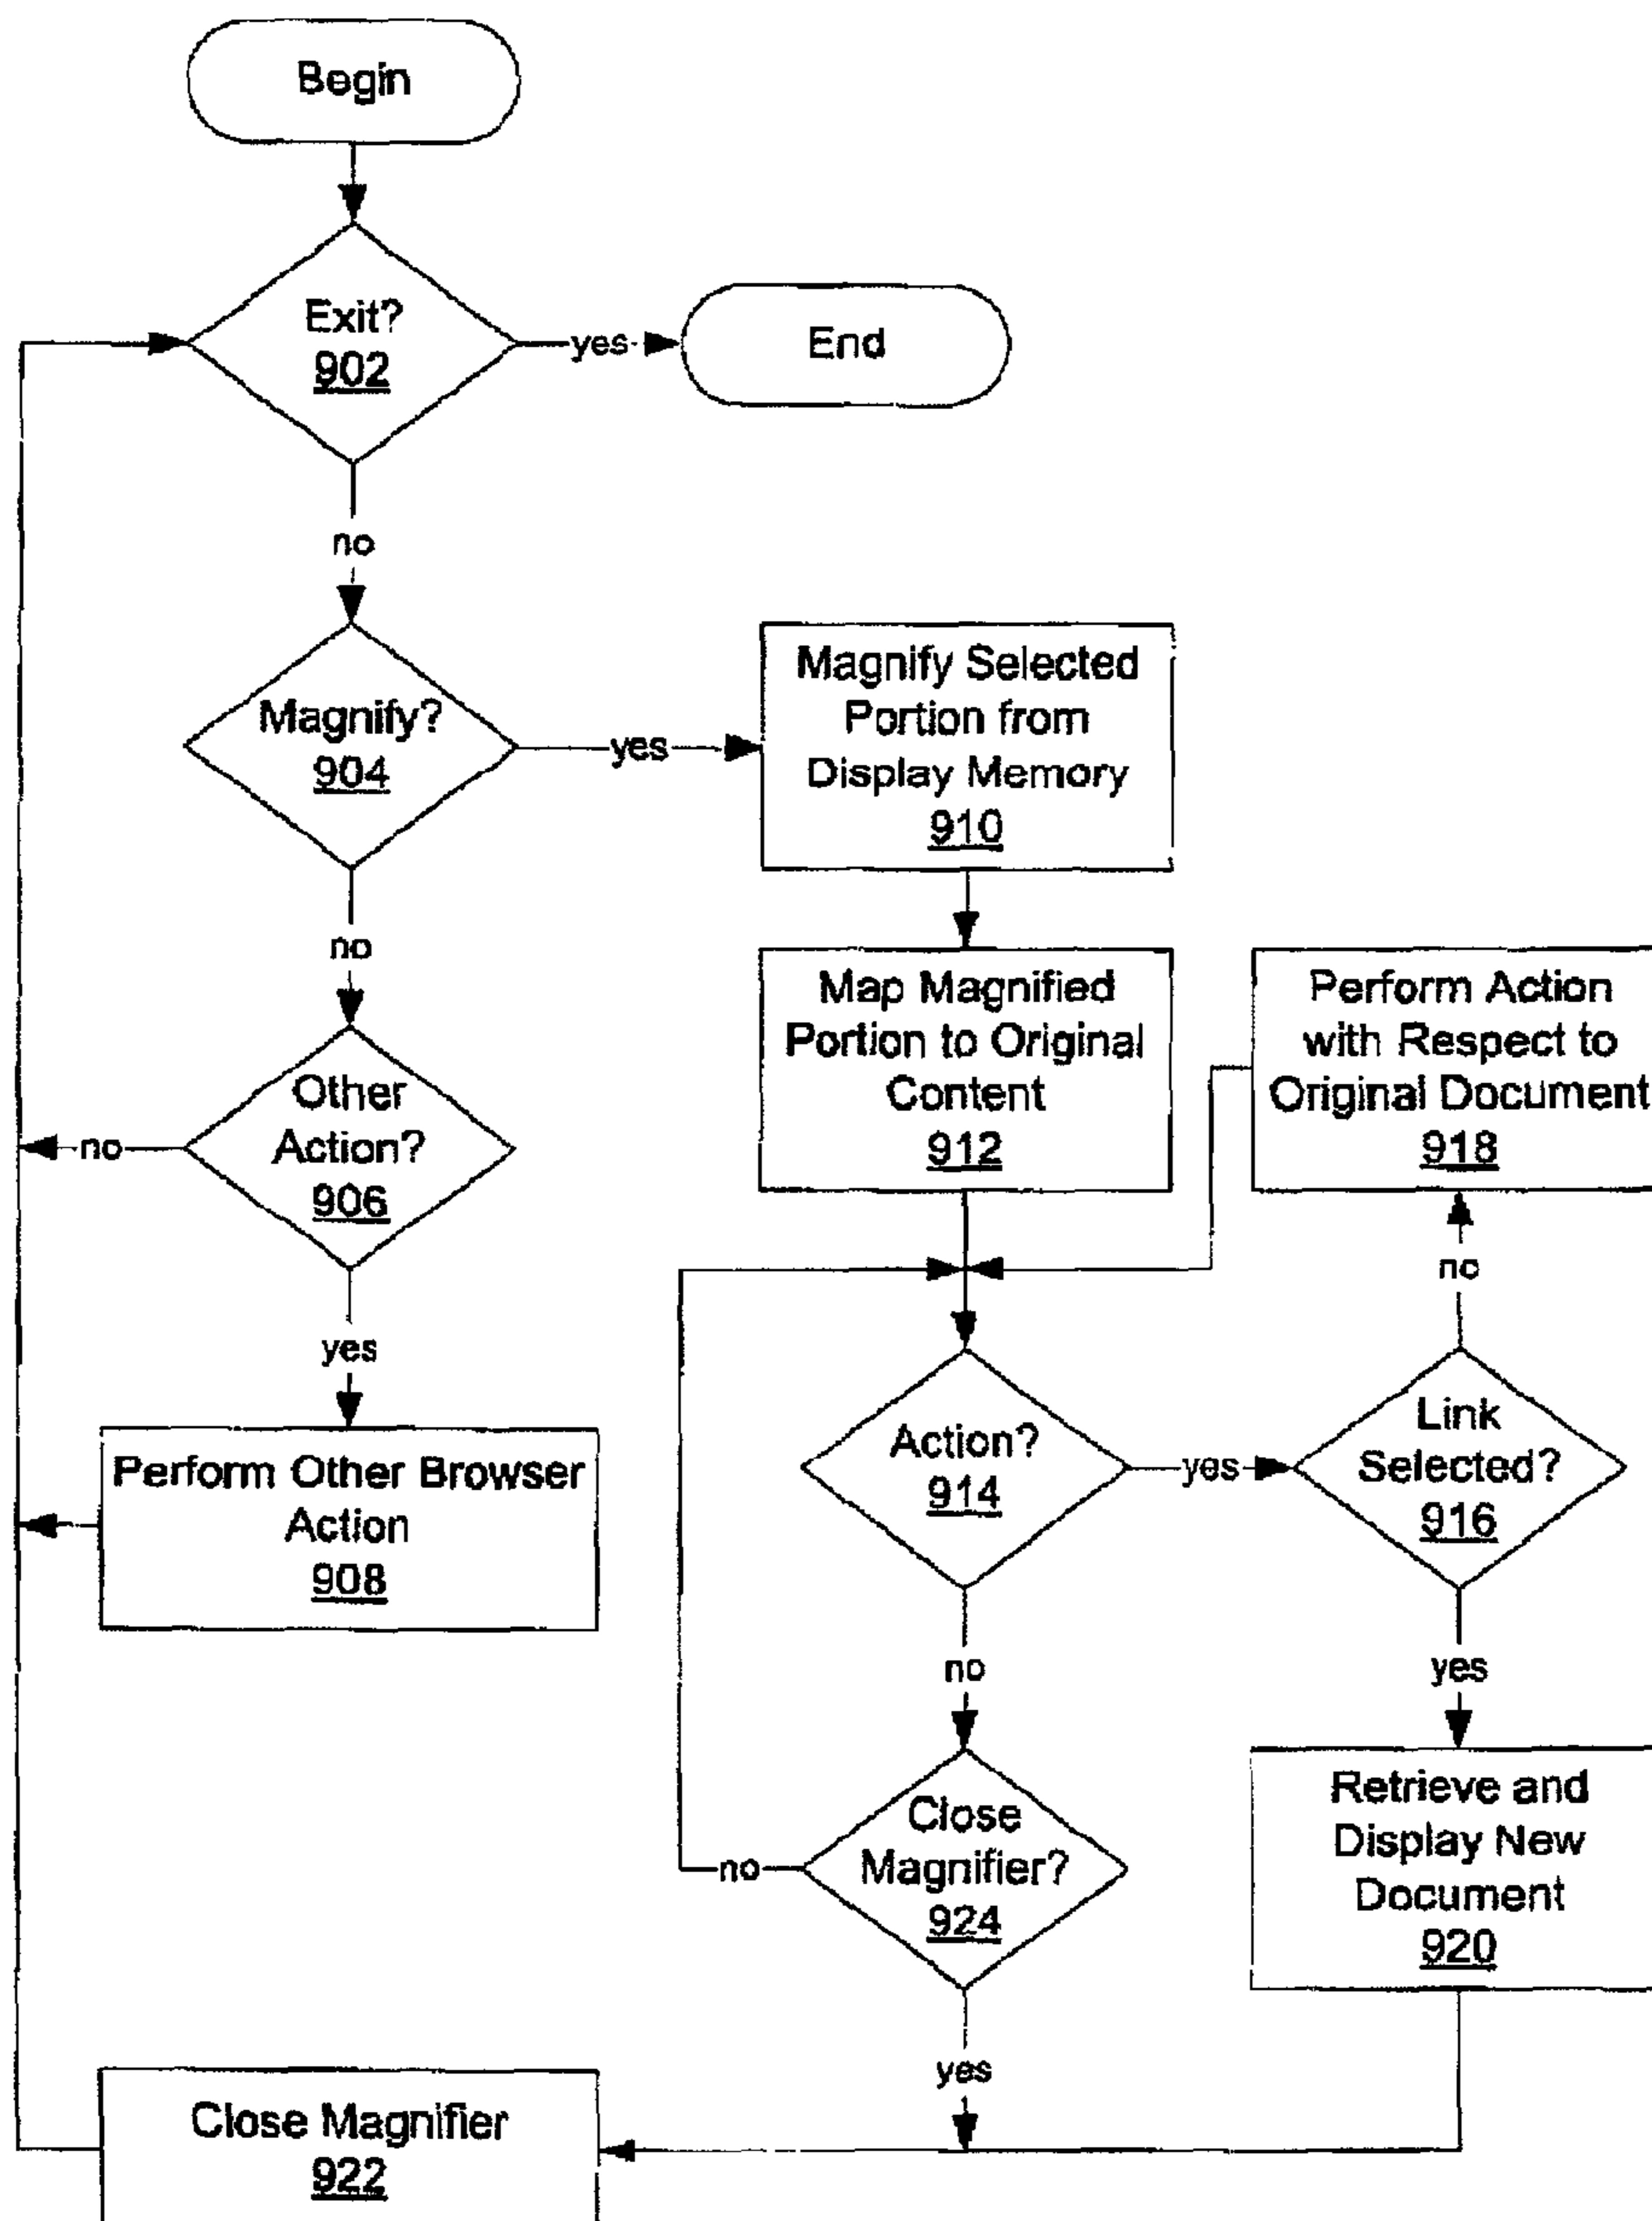 Begin
Exit?
902
yes
End
no
Magnify?
904
yes
Magnify Selected
Portion from
Display Memory
910
no
Map Magnified
Portion to Original
Content
912
Perform Action
with Respect to
Original Document
918
Other
Action?
906
no
yes
no
Perform Other Browser
Action
908
Action?
914
yes
Link
Selected?
916
no
yes
Close
Magnifier?
924
no
Retrieve and
Display New
Document
920
yes
Close Magnifier
922